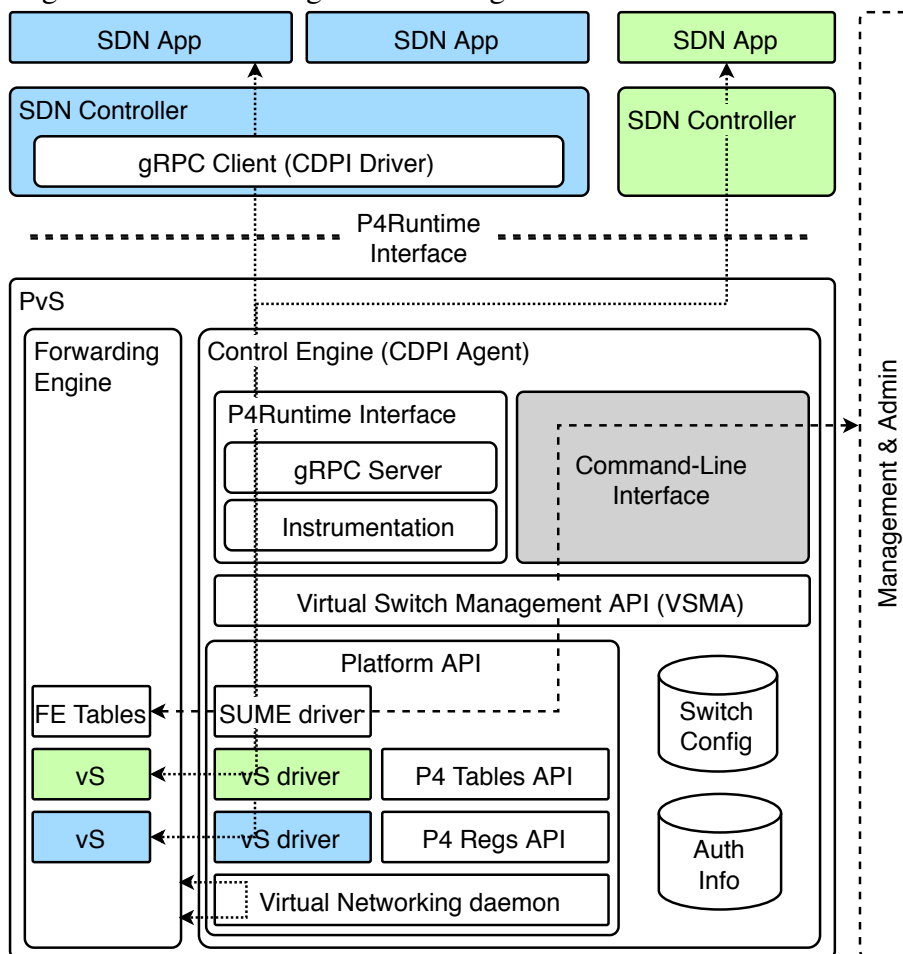 SDN App
SDN App
SDN App
SDN Controller
gRPC Client (CDPI Driver)
SDN Controller
P4Runtime
Interface
PvS
Forwarding
Engine
Control Engine (CDPI Agent)
P4Runtime Interface
gRPC Server
Instrumentation
Command-Line
Interface
Virtual Switch Management API (VSMA)
Platform API
FE Tables
SUME driver
vS
vS driver
P4 Tables API
vS
vS driver
P4 Regs API
Virtual Networking daemon
Switch
Config
Auth
Info
Management & Admin